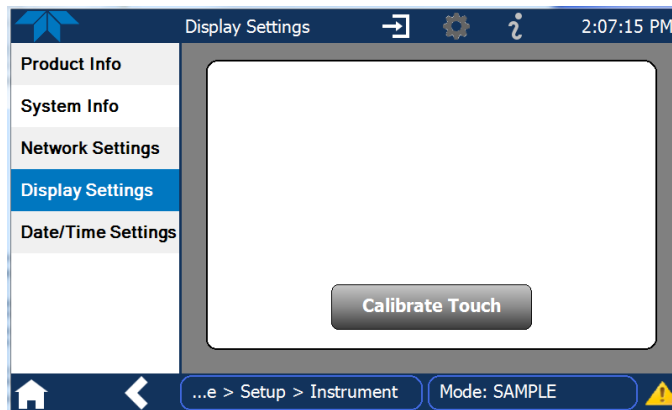 Display Settings
2:07:15 PM
Product Info
System Info
Network Settings
Display Settings
Date/Time Settings
Calibrate Touch
...e > Setup > Instrument
Mode: SAMPLE